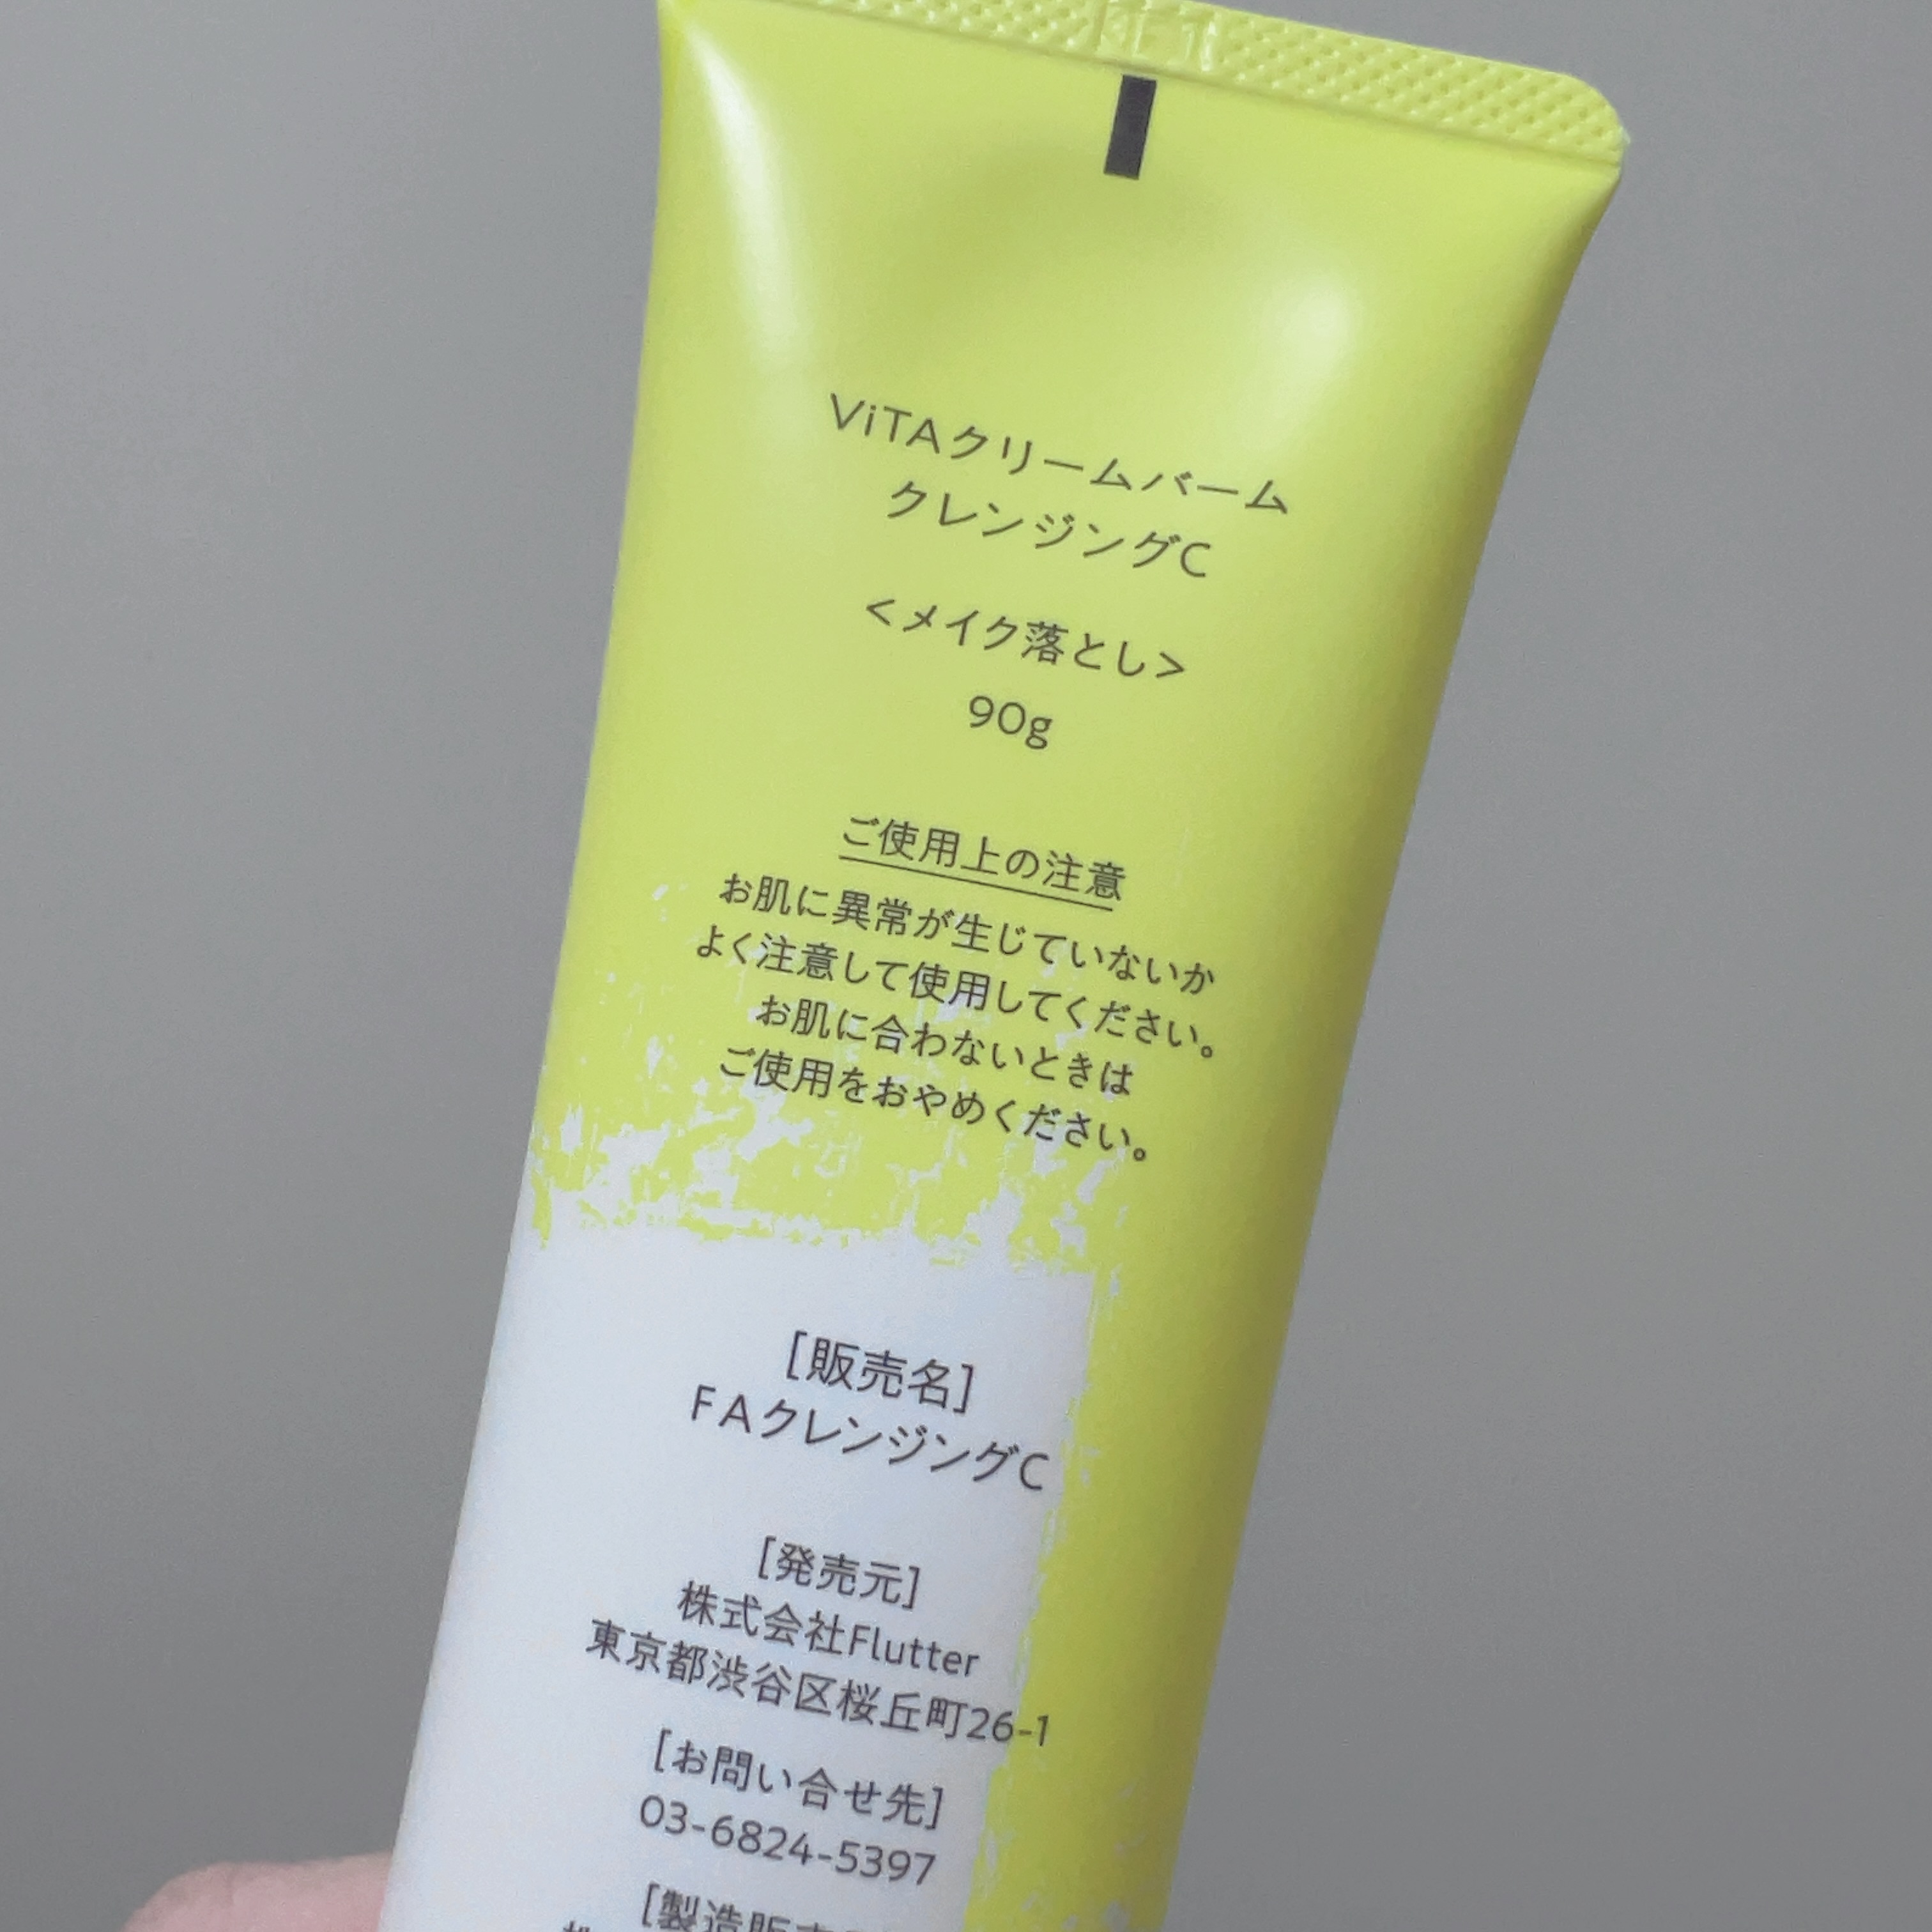 ViTAクリームバーム
クレンジングC
<メイク落とし>
90g
ご使用上の注意
お肌に異常が生じていないか
よく注意して使用してください。
お肌に合わないときは
ご使用をおやめください。
[販売名]
FAクレンジングC
[発売元]
株式会社Flutter
東京都渋谷区桜丘町26-1
[お問い合せ先]
03-6824-5397
[製造販売